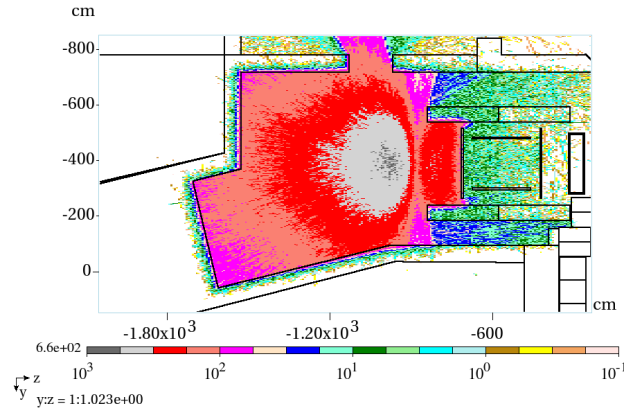 cm
-800
-600
-400
-200
0
cm
-1.80x10³
-1.20x10³
-600
6.6e+02
10³
10²
10¹
10⁰
10⁻¹
z
y
y:z = 1:1.023e+00